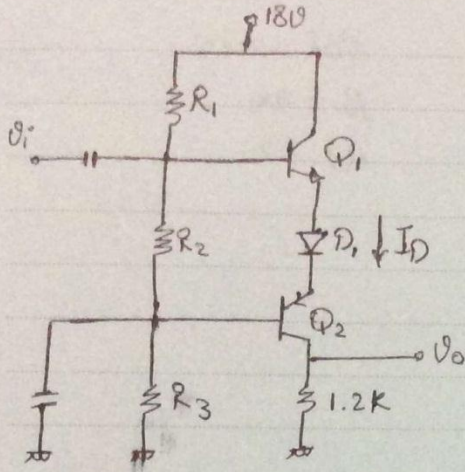 18V
R1
Vi
Q1
R2
D1 ↓ ID
Q2
Vo
R3
1.2K